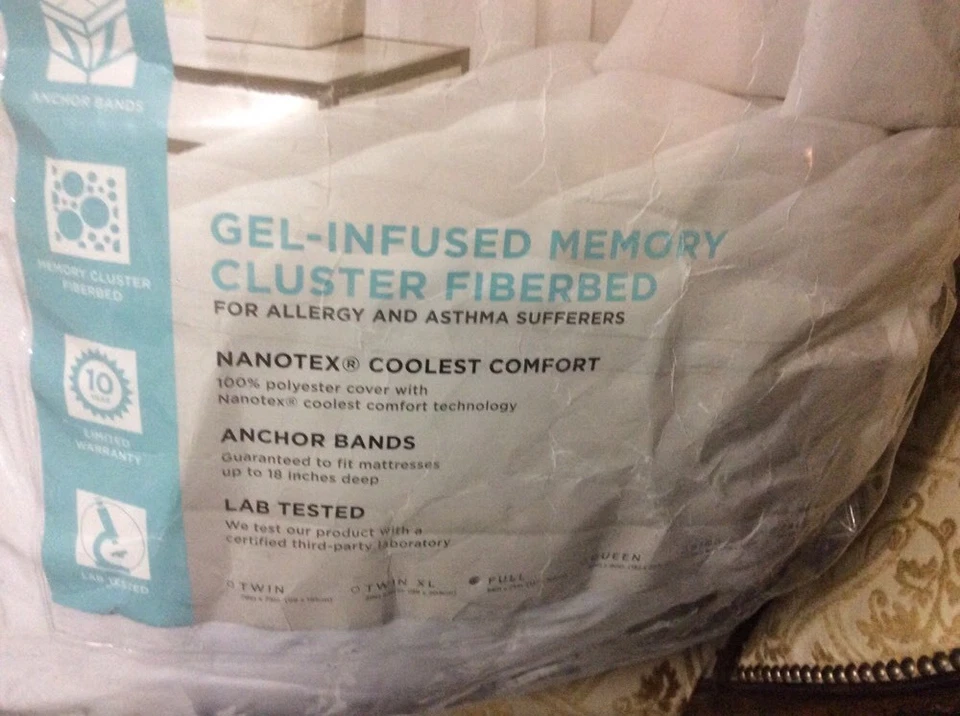 ANCHOR BANDS
MEMORY CLUSTER
FIBERBED
10
YEAR
LIMITED
WARRANTY
LAB TESTED
GEL-INFUSED MEMORY
CLUSTER FIBERBED
FOR ALLERGY AND ASTHMA SUFFERERS
NANOTEX® COOLEST COMFORT
100% polyester cover with
Nanotex® coolest comfort technology
ANCHOR BANDS
Guaranteed to fit mattresses
up to 18 inches deep
LAB TESTED
We test our product with a
certified third-party laboratory
TWIN
TWIN XL
FULL